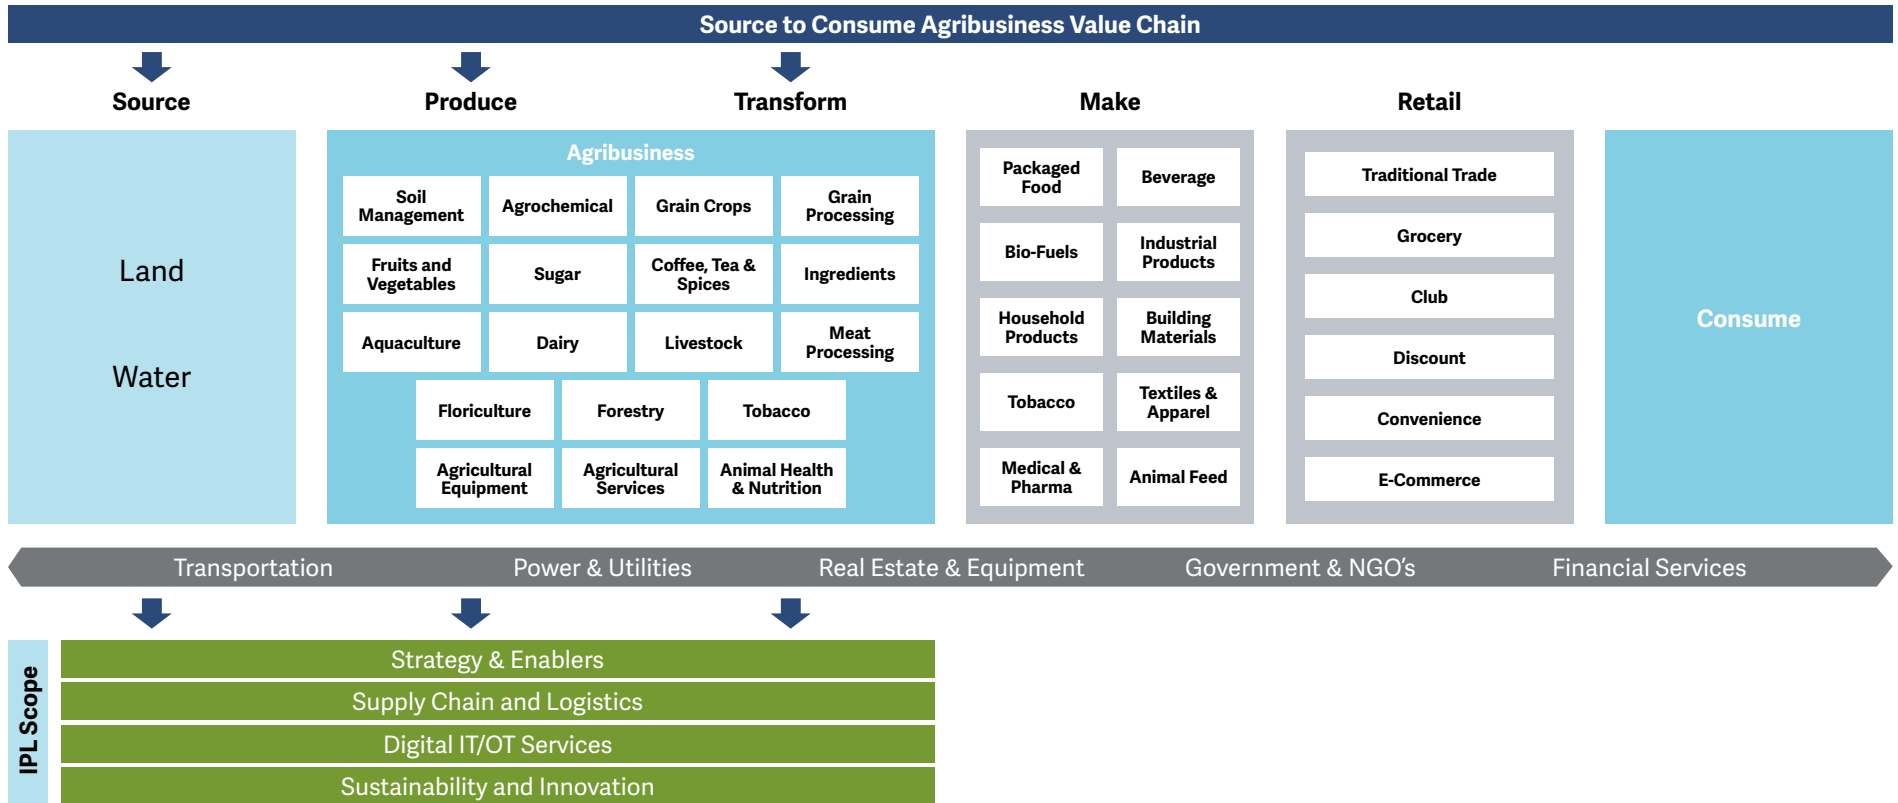 Source to Consume Agribusiness Value Chain
Source
Produce
Transform
Make
Retail
Land
Water
Agribusiness
Soil
Management
Agrochemical
Grain Crops
Grain
Processing
Fruits and
Vegetables
Sugar
Coffee, Tea &
Spices
Ingredients
Aquaculture
Dairy
Livestock
Meat
Processing
Floriculture
Forestry
Tobacco
Agricultural
Equipment
Agricultural
Services
Animal Health
& Nutrition
Packaged
Food
Beverage
Bio-Fuels
Industrial
Products
Household
Products
Building
Materials
Tobacco
Textiles &
Apparel
Medical &
Pharma
Animal Feed
Traditional Trade
Grocery
Club
Discount
Convenience
E-Commerce
Consume
Transportation
Power & Utilities
Real Estate & Equipment
Government & NGO's
Financial Services
IPL Scope
Strategy & Enablers
Supply Chain and Logistics
Digital IT/OT Services
Sustainability and Innovation